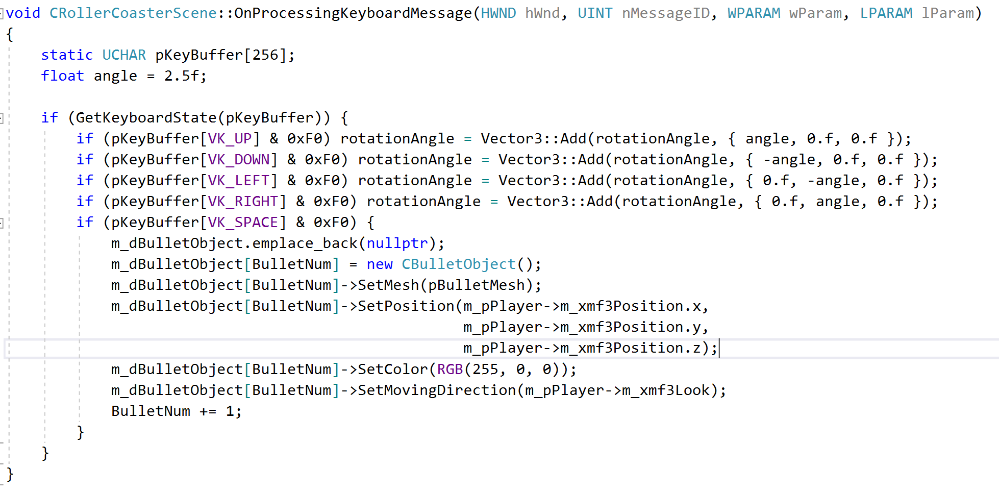 void CRollerCoasterScene::OnProcessingKeyboardMessage(HWND hWnd, UINT nMessageID, WPARAM wParam, LPARAM lParam)
{
    static UCHAR pKeyBuffer[256];
    float angle = 2.5f;

    if (GetKeyboardState(pKeyBuffer)) {
        if (pKeyBuffer[VK_UP] & 0xF0) rotationAngle = Vector3::Add(rotationAngle, { angle, 0.f, 0.f });
        if (pKeyBuffer[VK_DOWN] & 0xF0) rotationAngle = Vector3::Add(rotationAngle, { -angle, 0.f, 0.f });
        if (pKeyBuffer[VK_LEFT] & 0xF0) rotationAngle = Vector3::Add(rotationAngle, { 0.f, -angle, 0.f });
        if (pKeyBuffer[VK_RIGHT] & 0xF0) rotationAngle = Vector3::Add(rotationAngle, { 0.f, angle, 0.f });
        if (pKeyBuffer[VK_SPACE] & 0xF0) {
            m_dBulletObject.emplace_back(nullptr);
            m_dBulletObject[BulletNum] = new CBulletObject();
            m_dBulletObject[BulletNum]->SetMesh(pBulletMesh);
            m_dBulletObject[BulletNum]->SetPosition(m_pPlayer->m_xmf3Position.x,
                                                    m_pPlayer->m_xmf3Position.y,
                                                    m_pPlayer->m_xmf3Position.z);
            m_dBulletObject[BulletNum]->SetColor(RGB(255, 0, 0));
            m_dBulletObject[BulletNum]->SetMovingDirection(m_pPlayer->m_xmf3Look);
            BulletNum += 1;
        }
    }
}